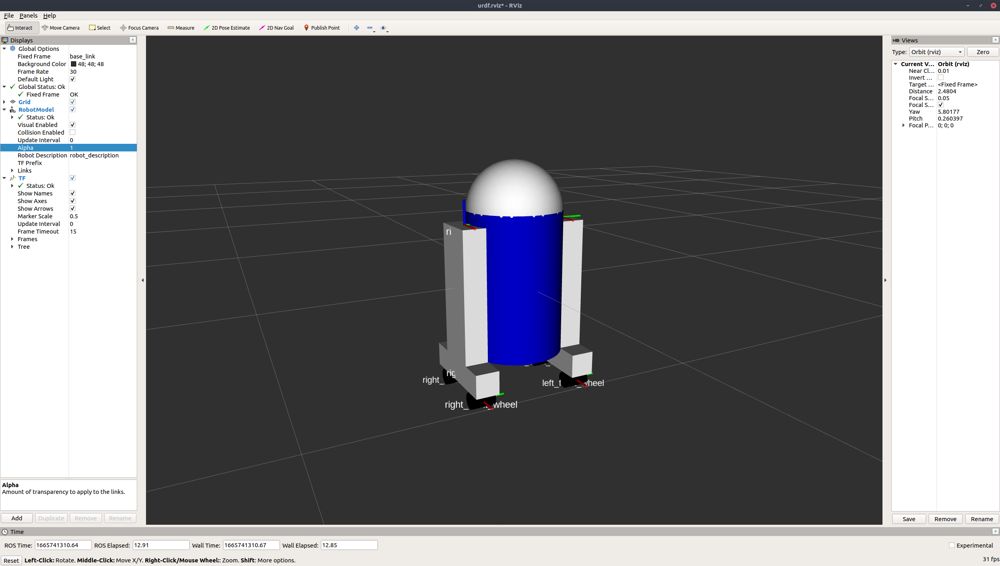 urdf.rviz* - RViz
File Panels Help
Interact Move Camera Select Focus Camera Measure 2D Pose Estimate 2D Nav Goal Publish Point
Displays
Global Options
Fixed Frame base_link
Background Color 48; 48; 48
Frame Rate 30
Default Light
Global Status: Ok
Fixed Frame OK
Grid
RobotModel
Status: Ok
Visual Enabled
Collision Enabled
Update Interval 0
Alpha 1
Robot Description robot_description
TF Prefix
Links
TF
Status: Ok
Show Names
Show Axes
Show Arrows
Marker Scale 0.5
Update Interval 0
Frame Timeout 15
Frames
Tree
Alpha
Amount of transparency to apply to the links.
Add Duplicate Remove Rename
ri
rig
right_
left_f _wheel
right_ t_wheel
Views
Type: Orbit (rviz) Zero
Current V... Orbit (rviz)
Near Cl... 0.01
Invert ...
Target ... <Fixed Frame>
Distance 2.4804
Focal S... 0.05
Focal S...
Yaw 5.80177
Pitch 0.260397
Focal P... 0; 0; 0
Save Remove Rename
Time
ROS Time: 1665741310.64 ROS Elapsed: 12.91 Wall Time: 1665741310.67 Wall Elapsed: 12.85 Experimental
Reset Left-Click: Rotate. Middle-Click: Move X/Y. Right-Click/Mouse Wheel:: Zoom. Shift: More options. 31 fps